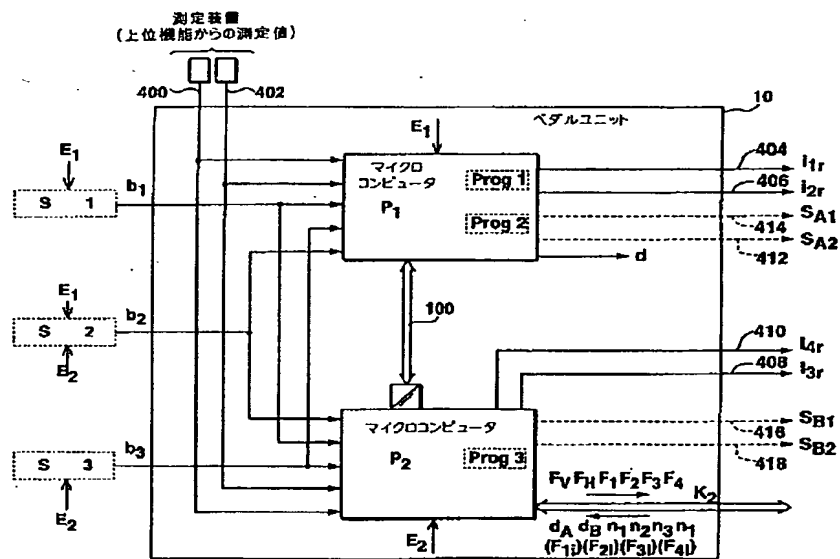 測定装置
(上位機能からの測定値)
400
402
10
ペダルユニット
E1
E1
b1
S 1
マイクロ
コンピュータ
P1
Prog 1
Prog 2
404
i1r
406
i2r
SA1
414
SA2
412
d
E1
b2
S 2
E2
100
410
i4r
408
i3r
b3
S 3
E2
マイクロコンピュータ
P2
Prog 3
SB1
416
SB2
418
FV FH F1 F2 F3 F4
K2
dA dB n1 n2 n3 n1
(F1i)(F2i)(F3i)(F4i)
E2